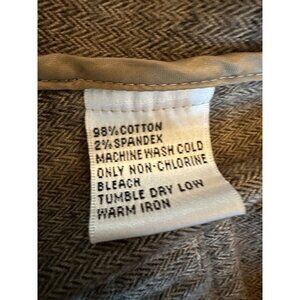 98% COTTON
2% SPANDEX
MACHINE WASH COLD
ONLY NON-CHLORINE
BLEACH
TUMBLE DRY LOW
WARM IRON